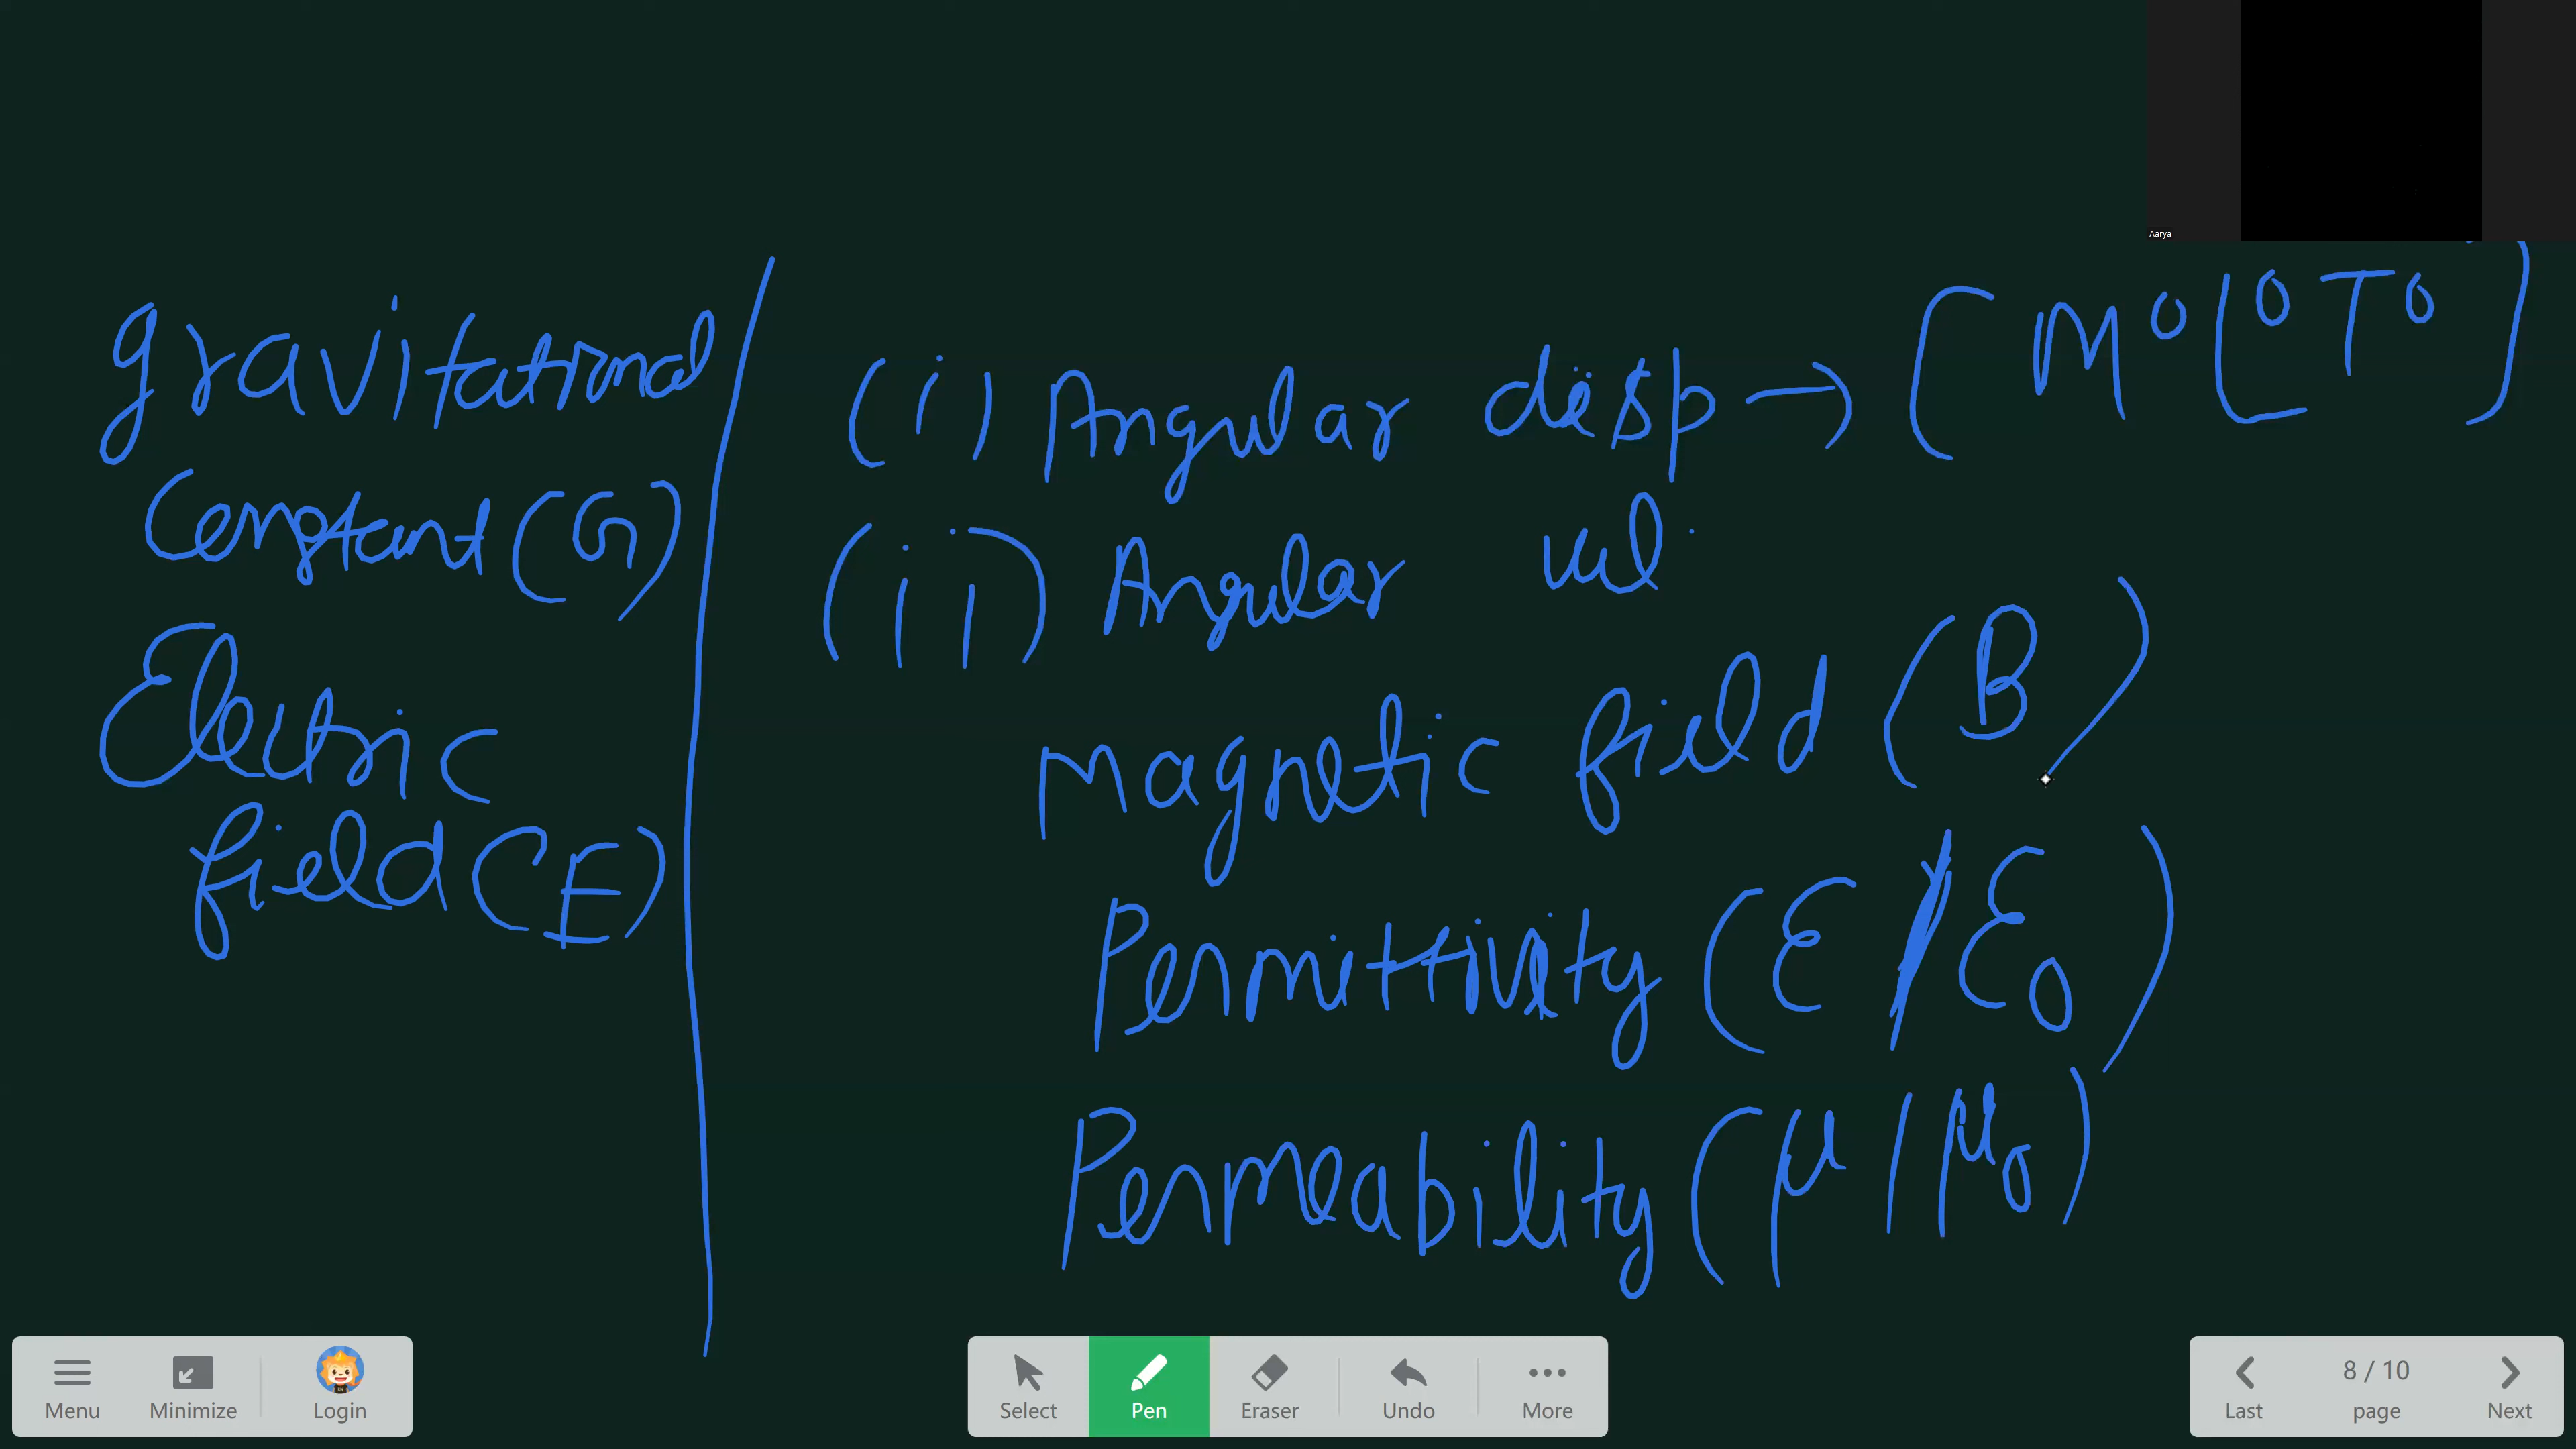 Aarya
gravitational
Constant (G)
Electric
field (E)
(i) Angular disp → [M⁰L⁰T⁰]
(ii) Angular vel.
Magnetic field (B)
Permittivity (ε / ε₀)
Permeability (μ / μ₀)
Menu Minimize Login
Select Pen Eraser Undo More
8 / 10
Last page Next